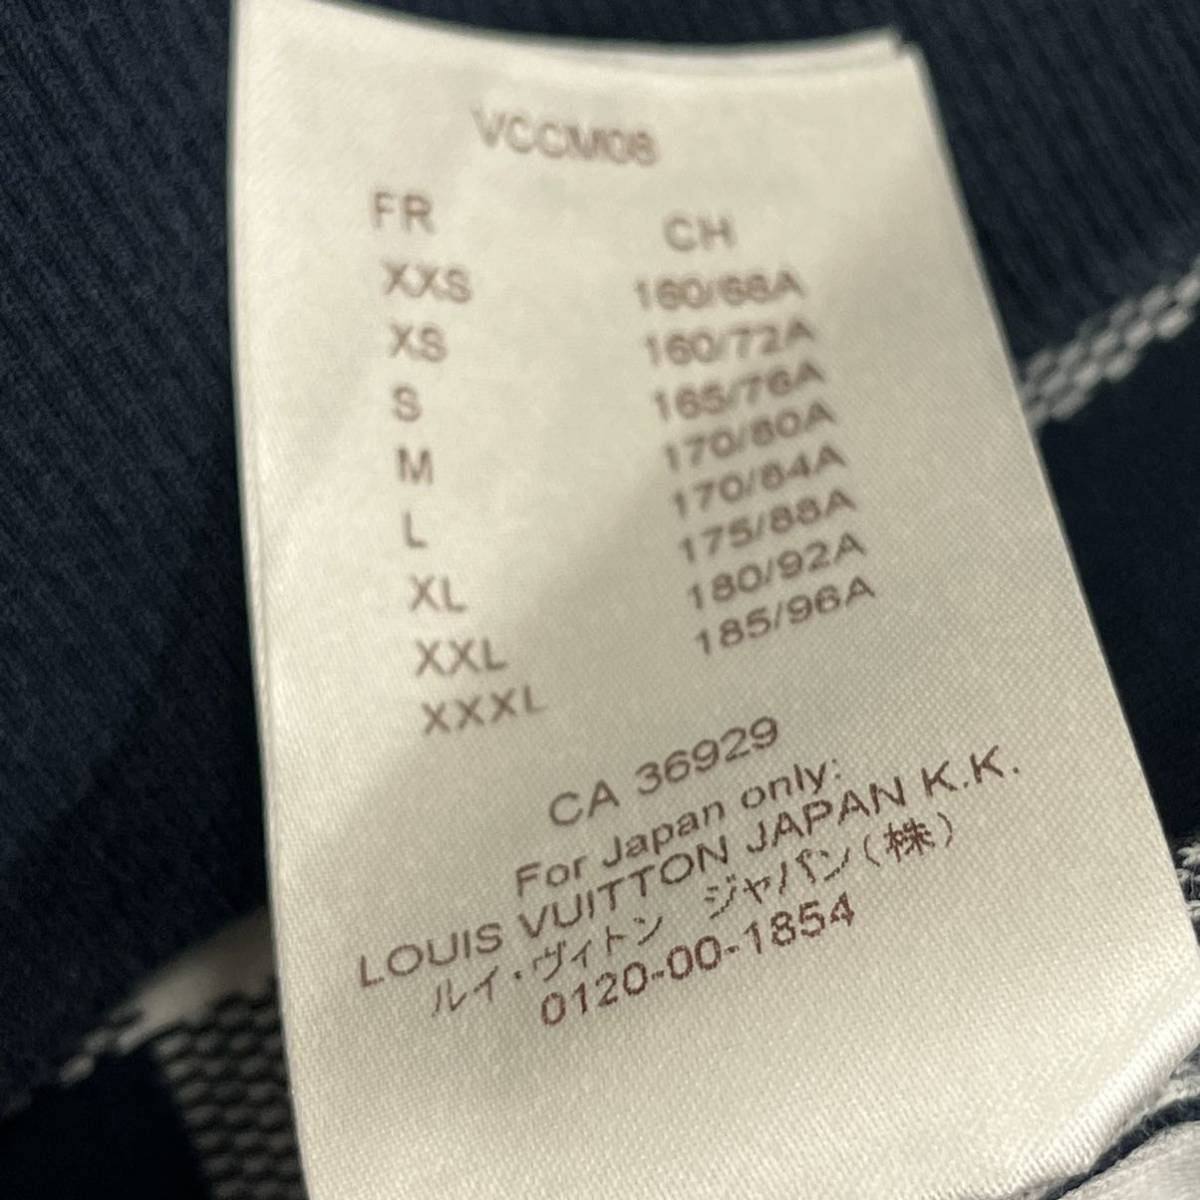 VCCM08
FR CH
XXS 160/68A
XS 160/72A
S 165/76A
M 170/80A
L 170/84A
XL 175/88A
XXL 180/92A
XXXL 185/96A
CA 36929
For Japan only:
LOUIS VUITTON JAPAN K.K.
ルイ・ヴィトン ジャパン(株)
0120-00-1854